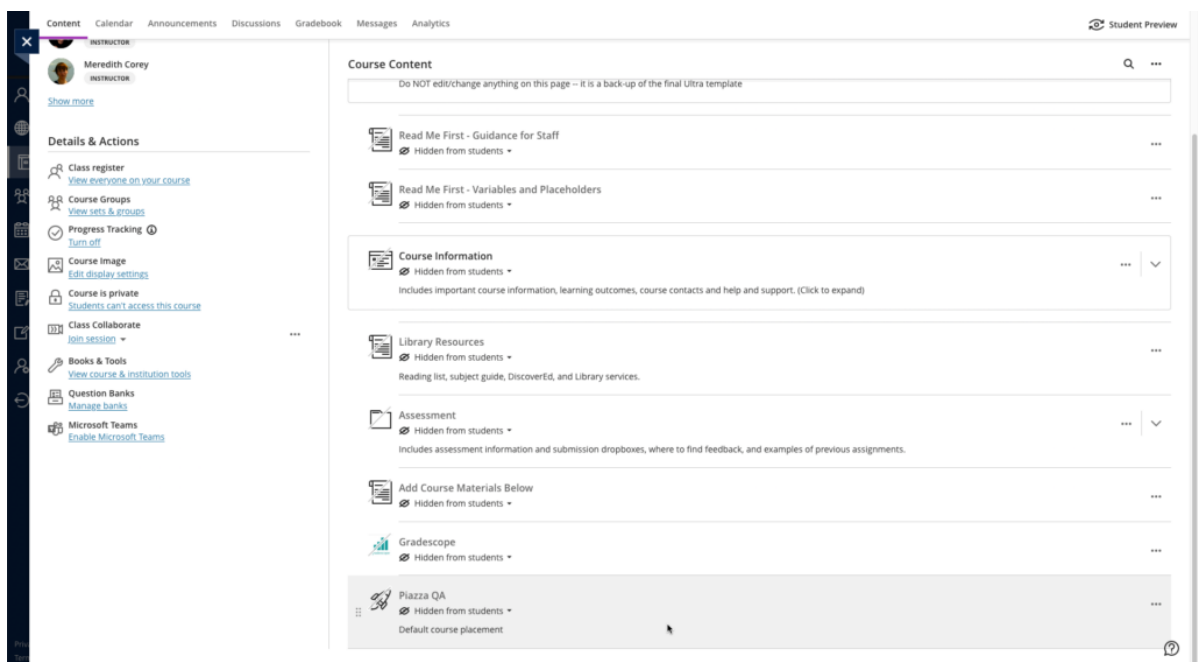 Content Calendar Announcements Discussions Gradebook Messages Analytics
Student Preview
INSTRUCTOR
Meredith Corey
INSTRUCTOR
Show more
Details & Actions
Class register
View everyone on your course
Course Groups
View sets & groups
Progress Tracking
Turn off
Course Image
Edit display settings
Course is private
Students can't access this course
Class Collaborate
Join session
Books & Tools
View course & institution tools
Question Banks
Manage banks
Microsoft Teams
Enable Microsoft Teams
Course Content
Do NOT edit/change anything on this page -- it is a back-up of the final Ultra template
Read Me First - Guidance for Staff
Hidden from students
Read Me First - Variables and Placeholders
Hidden from students
Course Information
Hidden from students
Includes important course information, learning outcomes, course contacts and help and support. (Click to expand)
Library Resources
Hidden from students
Reading list, subject guide, DiscoverEd, and Library services.
Assessment
Hidden from students
Includes assessment information and submission dropboxes, where to find feedback, and examples of previous assignments.
Add Course Materials Below
Hidden from students
Gradescope
Hidden from students
Piazza QA
Hidden from students
Default course placement